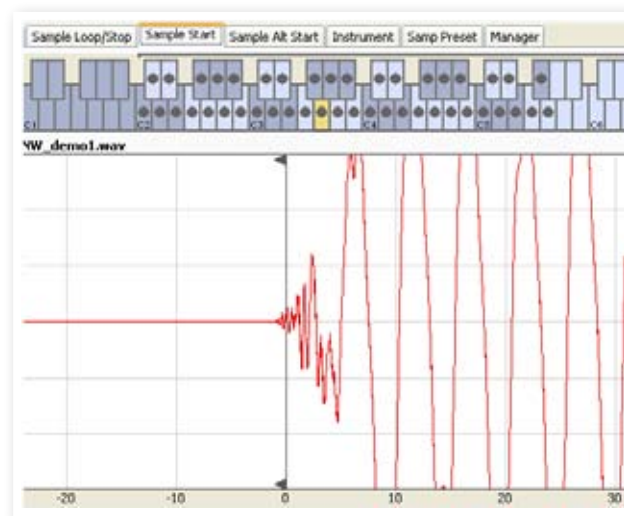 Sample Loop/Stop Sample Start Sample Alt Start Instrument Samp Preset Manager
C1 C2 C3 C4 C5 C6
NW_demo1.wav
-20 -10 0 10 20 30